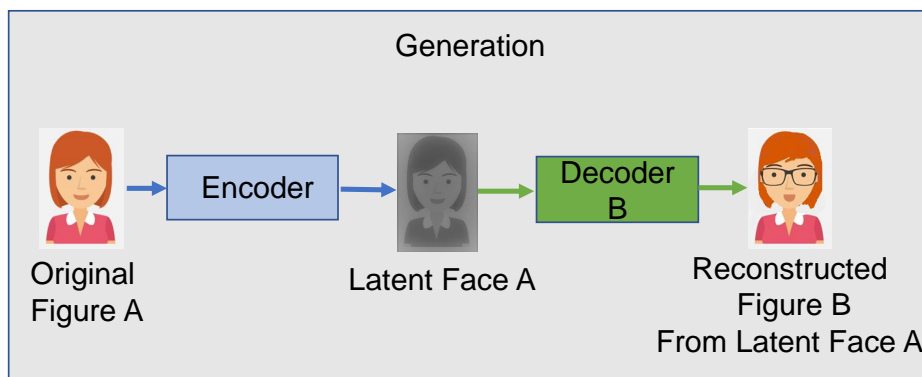 Generation
Encoder
Decoder
B
Original
Figure A
Latent Face A
Reconstructed
Figure B
From Latent Face A